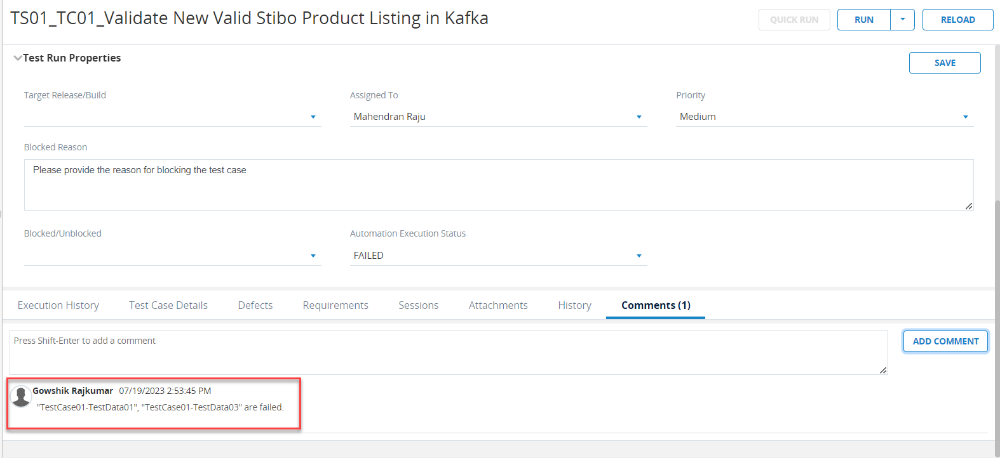 TS01_TC01_Validate New Valid Stibo Product Listing in Kafka
QUICK RUN
RUN
RELOAD
Test Run Properties
SAVE
Target Release/Build
Assigned To
Priority
Mahendran Raju
Medium
Blocked Reason
Please provide the reason for blocking the test case
Blocked/Unblocked
Automation Execution Status
FAILED
Execution History
Test Case Details
Defects
Requirements
Sessions
Attachments
History
Comments (1)
Press Shift-Enter to add a comment
ADD COMMENT
Gowshik Rajkumar 07/19/2023 2:53:45 PM
"TestCase01-TestData01", "TestCase01-TestData03" are failed.